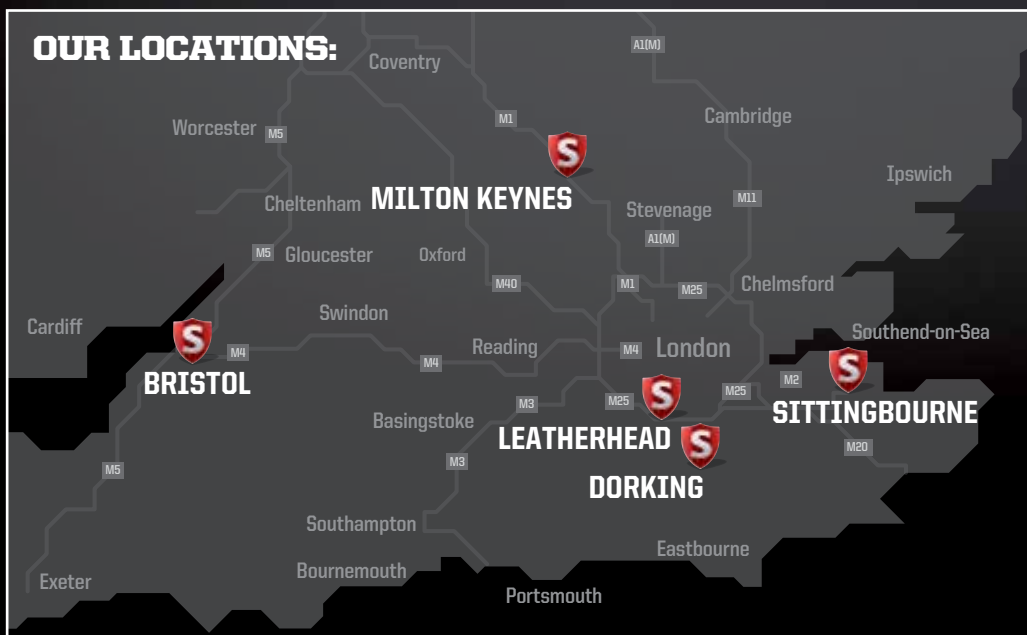 OUR LOCATIONS:
A1(M)
Coventry
M1
Cambridge
Worcester
M5
S
Ipswich
Cheltenham
MILTON KEYNES
M11
Stevenage
A1(M)
M5
Gloucester
Oxford
M40
M1
M25
Chelmsford
Swindon
Cardiff
S
M4
BRISTOL
Reading
M4
M4
London
Southend-on-Sea
S
M2
SITTINGBOURNE
S
M25
M25
M3
Basingstoke
LEATHERHEAD
S
DORKING
M20
M3
M5
Southampton
Eastbourne
Bournemouth
Exeter
Portsmouth